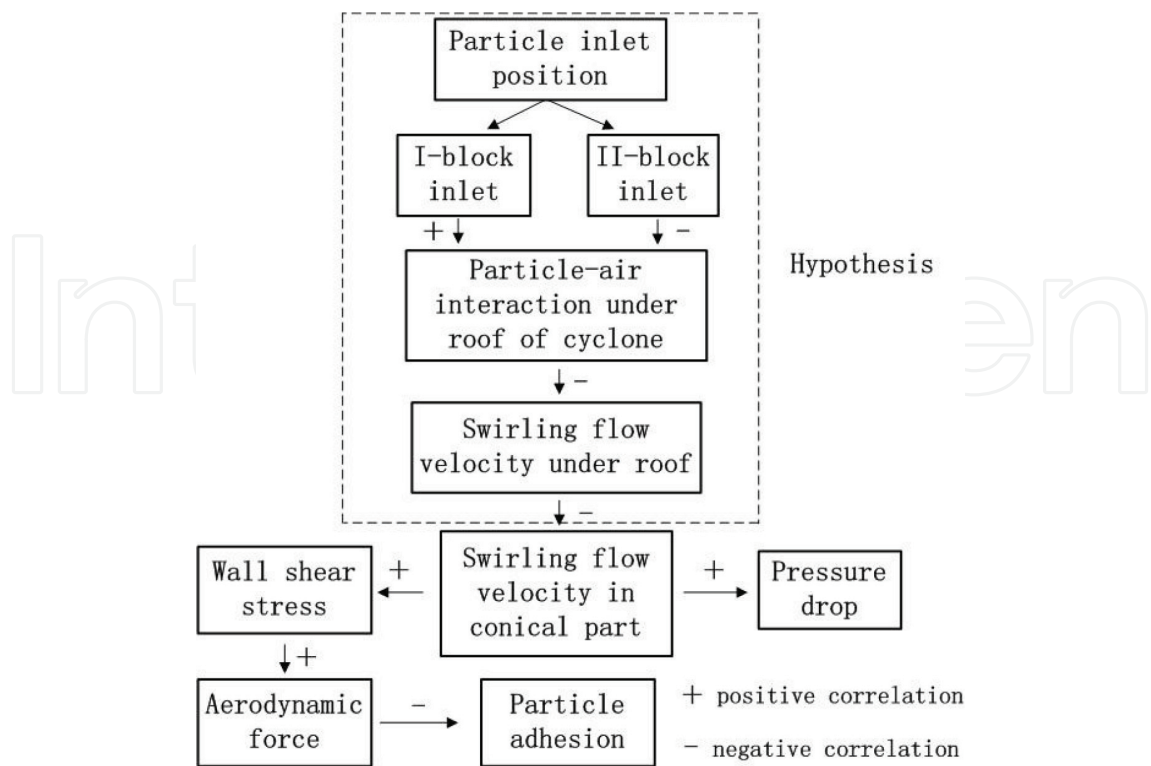 Particle inlet
position
I-block
inlet
II-block
inlet
+
-
Particle-air
interaction under
roof of cyclone
Hypothesis
-
Swirling flow
velocity under roof
-
Wall shear
stress
+
Swirling flow
velocity in
conical part
+
Pressure
drop
+
Aerodynamic
force
-
Particle
adhesion
+ positive correlation
- negative correlation